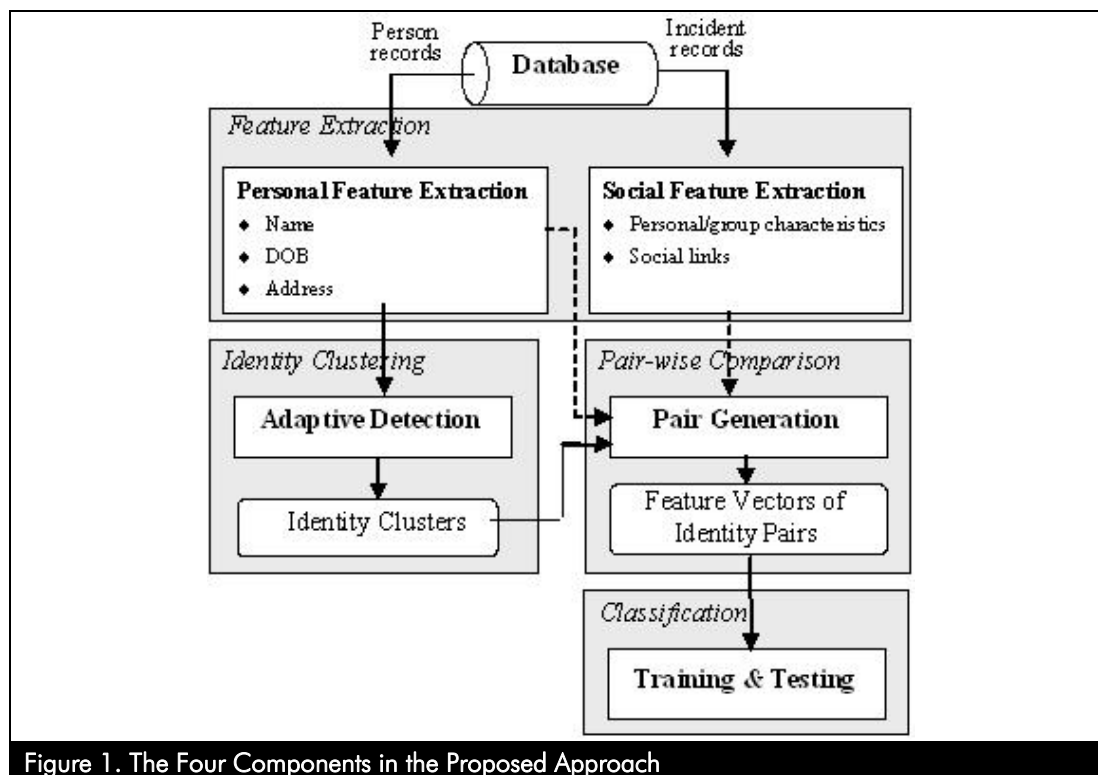 Person
records
Incident
records
Database
Feature Extraction
Personal Feature Extraction
◆ Name
◆ DOB
◆ Address
Social Feature Extraction
◆ Personal/group characteristics
◆ Social links
Identity Clustering
Adaptive Detection
Identity Clusters
Pair-wise Comparison
Pair Generation
Feature Vectors of
Identity Pairs
Classification
Training & Testing
Figure 1. The Four Components in the Proposed Approach